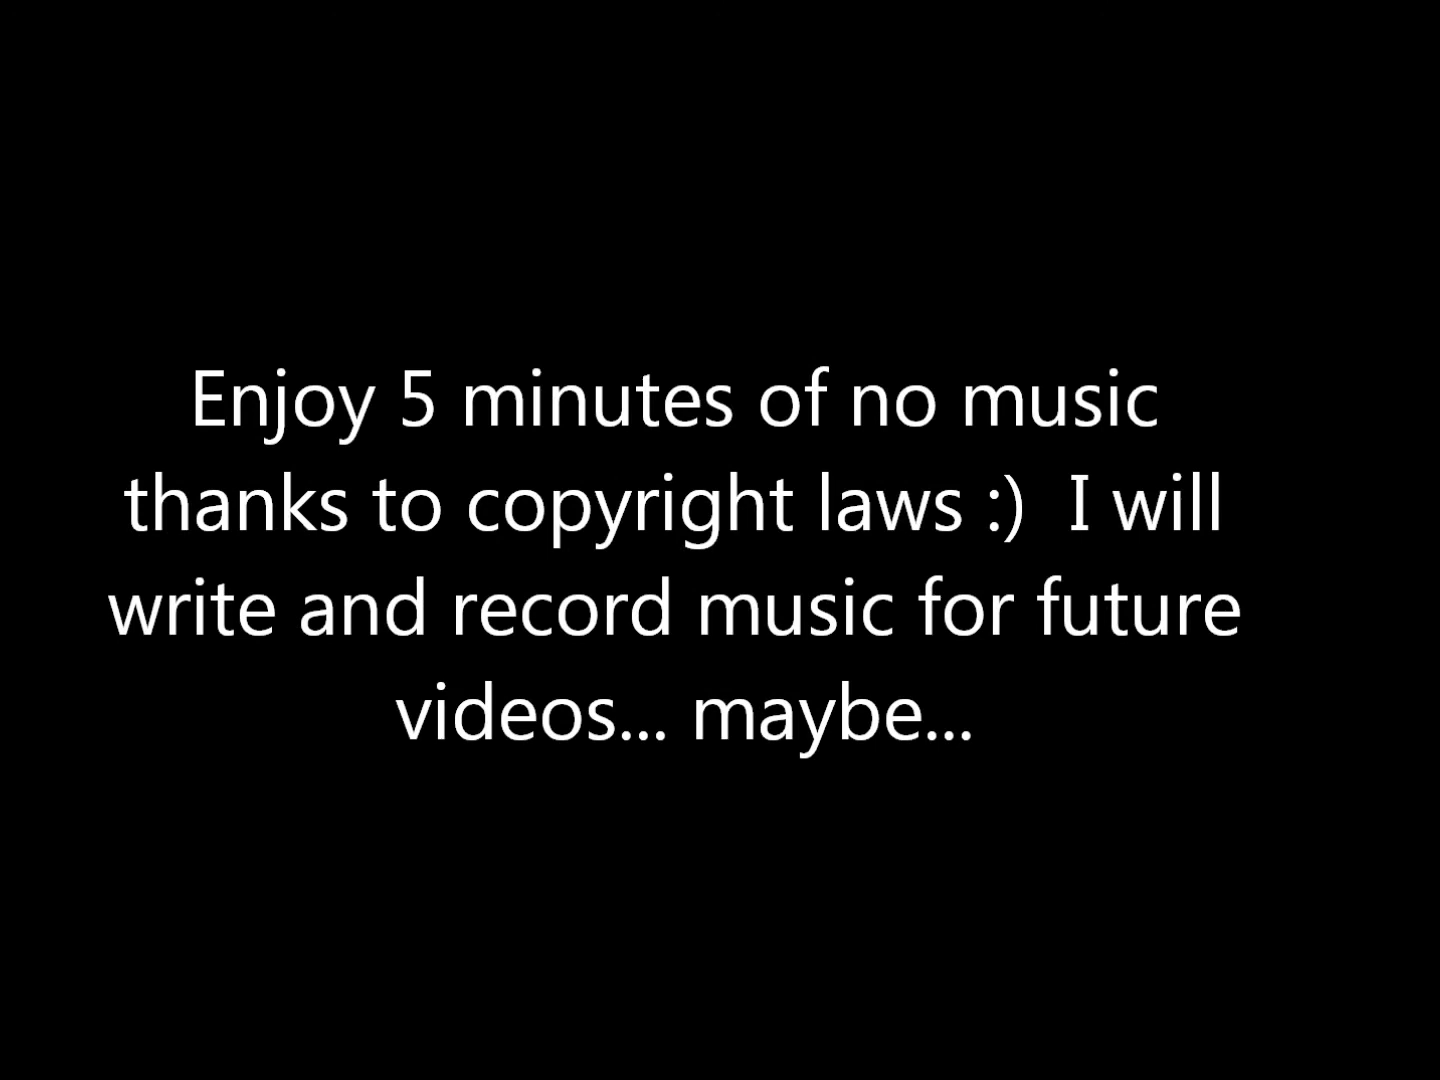 Enjoy 5 minutes of no music
thanks to copyright laws :)  I will
write and record music for future
videos... maybe...